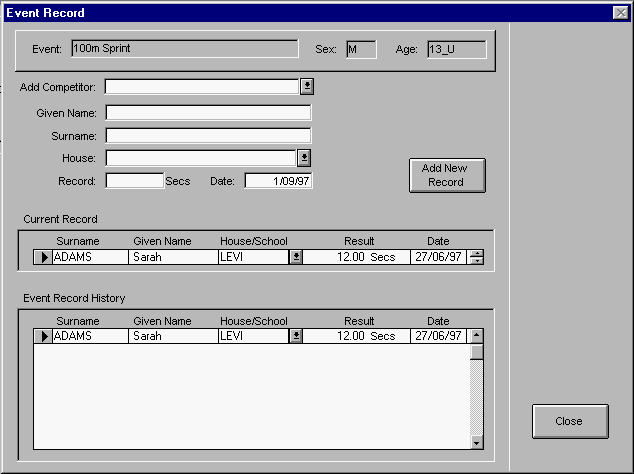 Event Record
Event: 100m Sprint Sex: M Age: 13_U
Add Competitor:
Given Name:
Surname:
House:
Record: Secs Date: 1/09/97
Add New
Record
Current Record
Surname Given Name House/School Result Date
ADAMS Sarah LEVI 12.00 Secs 27/06/97
Event Record History
Surname Given Name House/School Result Date
ADAMS Sarah LEVI 12.00 Secs 27/06/97
Close